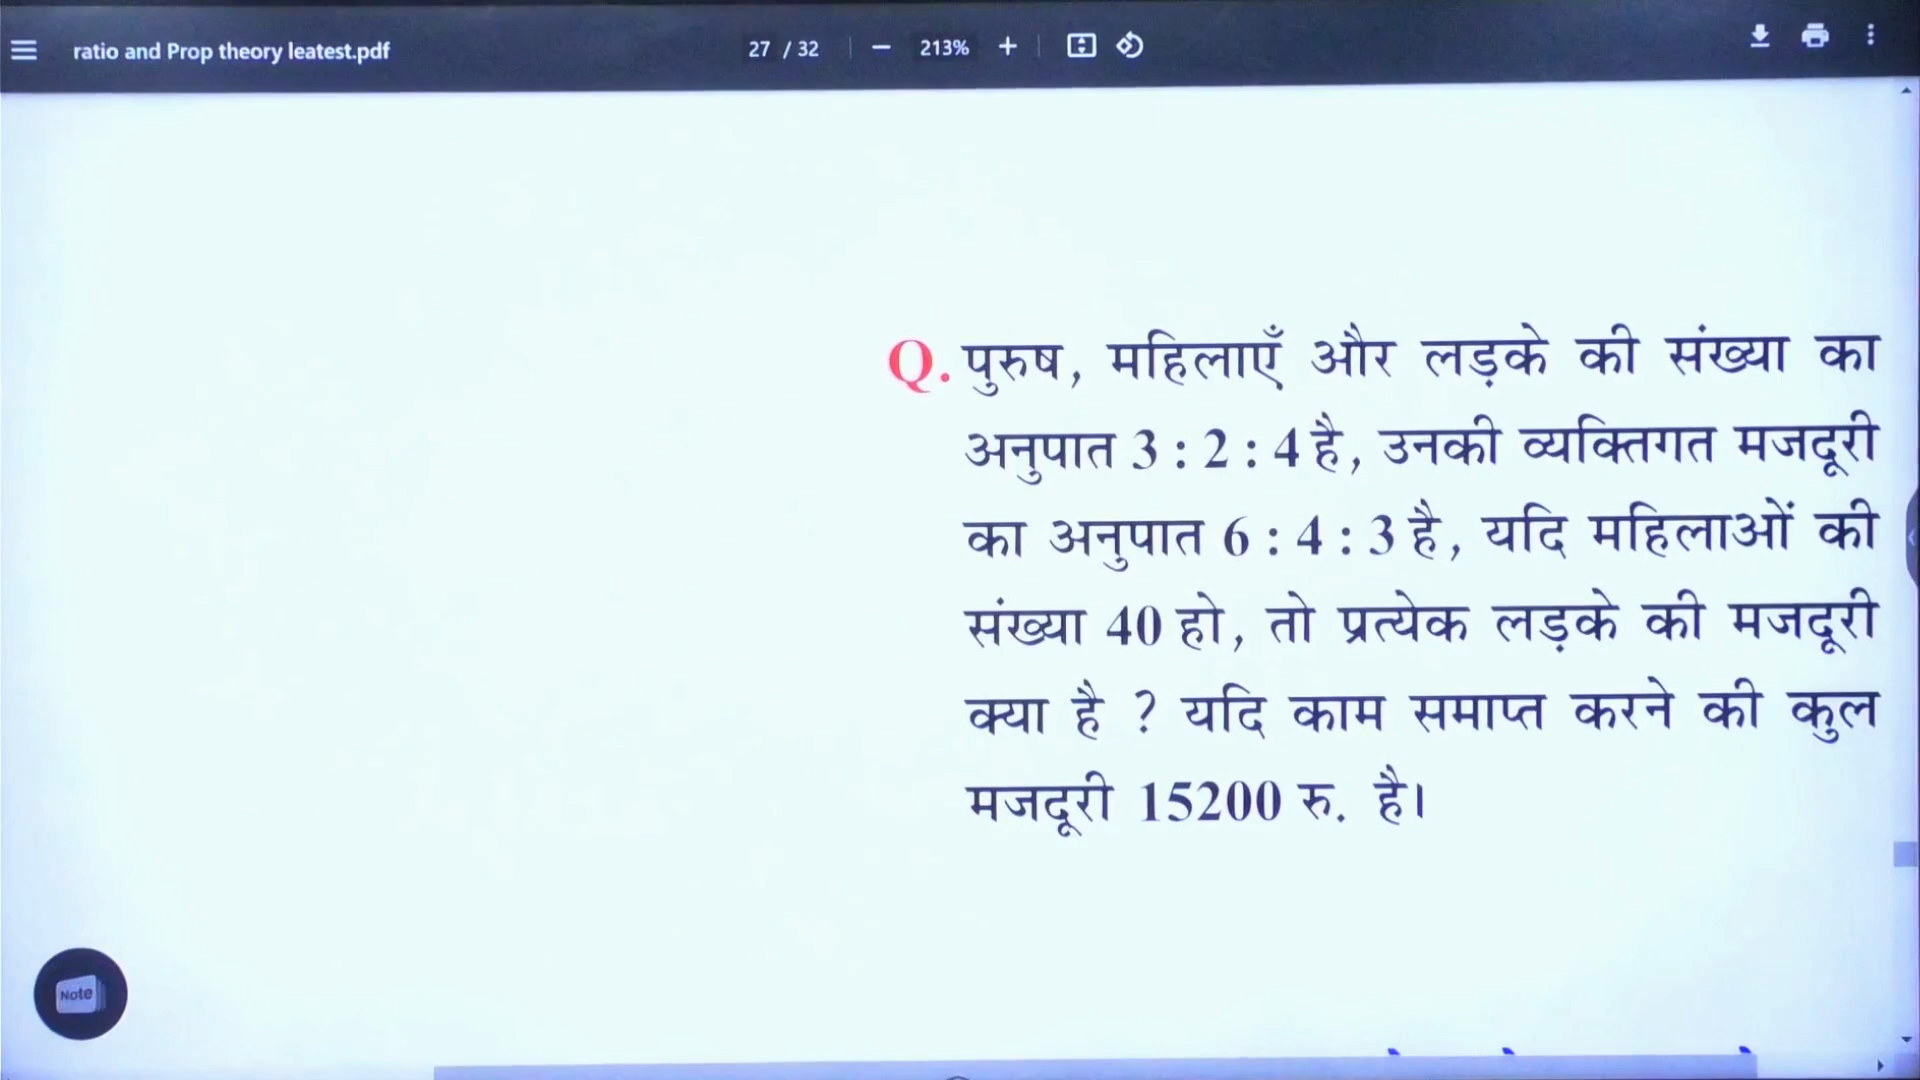 ratio and Prop theory leatest.pdf
27 / 32
213%
Q. पुरुष, महिलाएँ और लड़के की संख्या का
अनुपात 3 : 2 : 4 है, उनकी व्यक्तिगत मजदूरी
का अनुपात 6 : 4 : 3 है, यदि महिलाओं की
संख्या 40 हो, तो प्रत्येक लड़के की मजदूरी
क्या है ? यदि काम समाप्त करने की कुल
मजदूरी 15200 रु. है।
Note